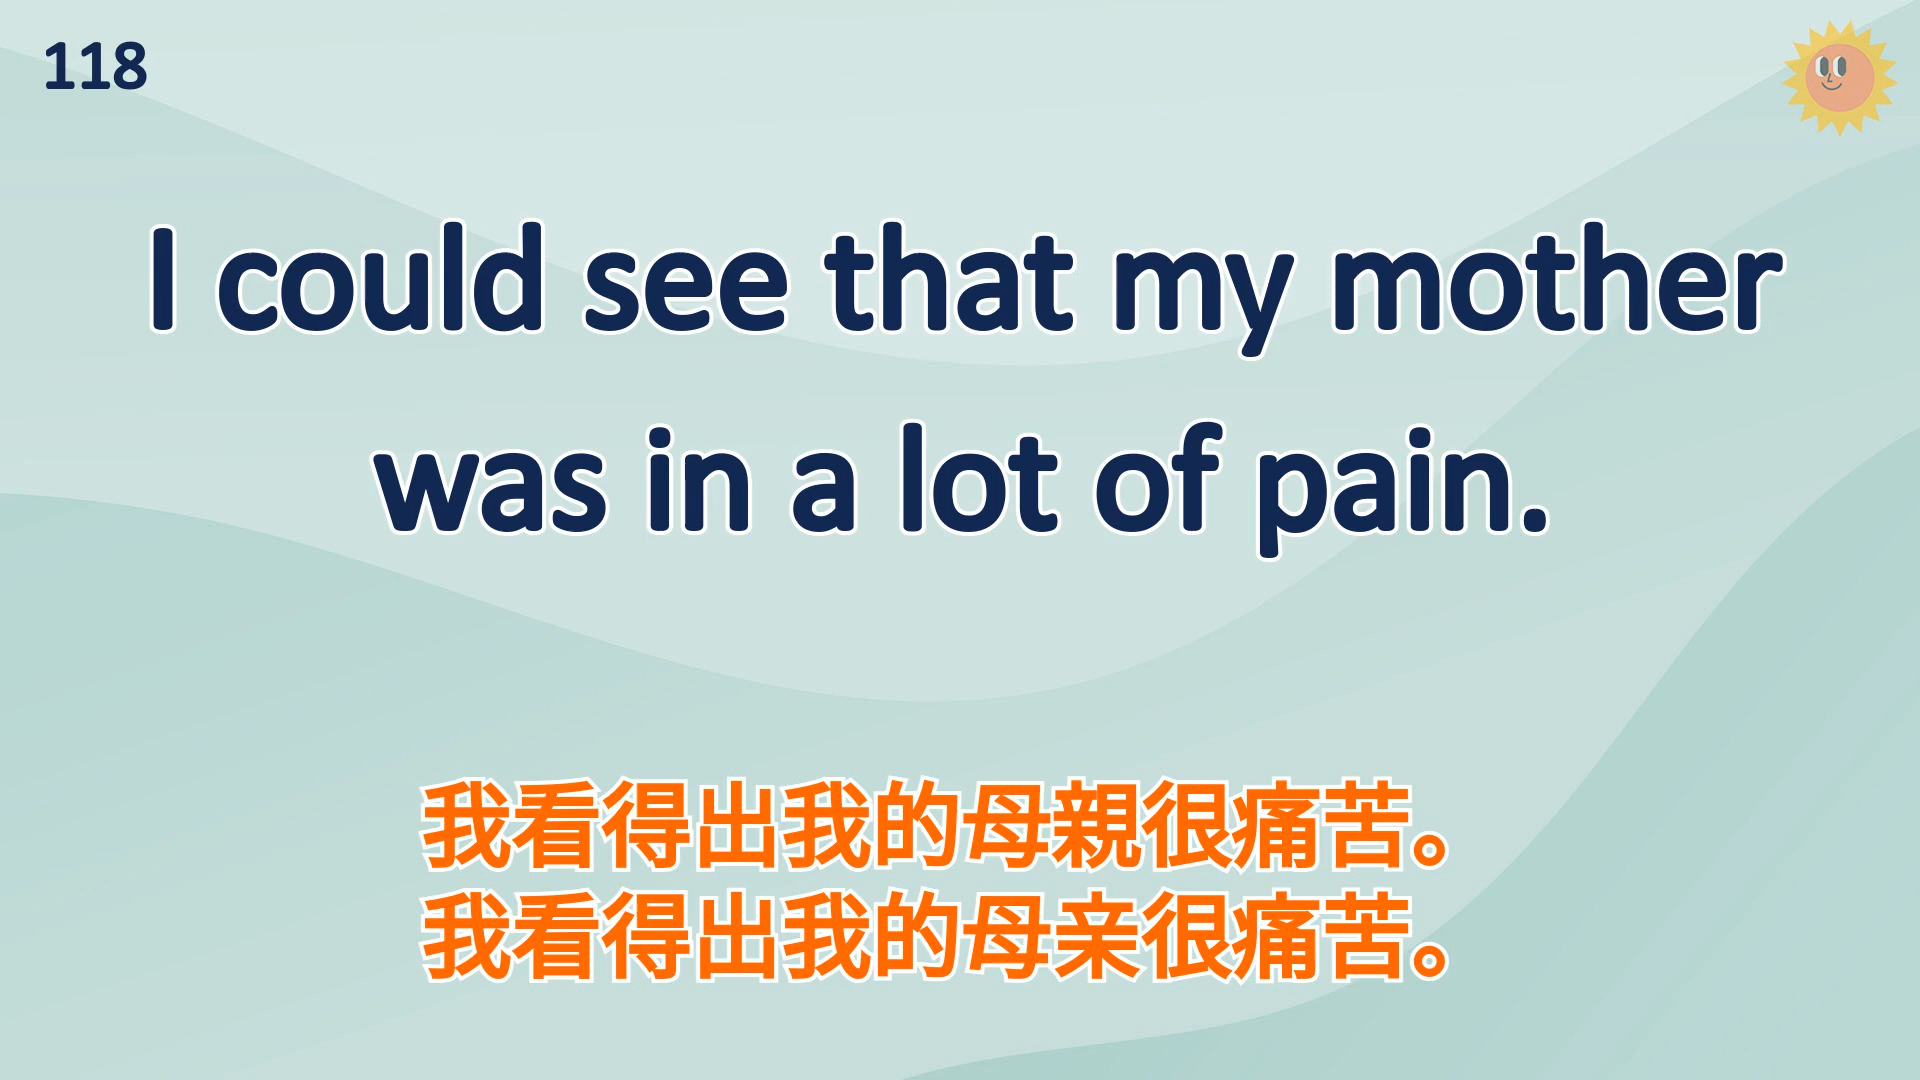 118
I could see that my mother
was in a lot of pain.
我看得出我的母親很痛苦。
我看得出我的母亲很痛苦。